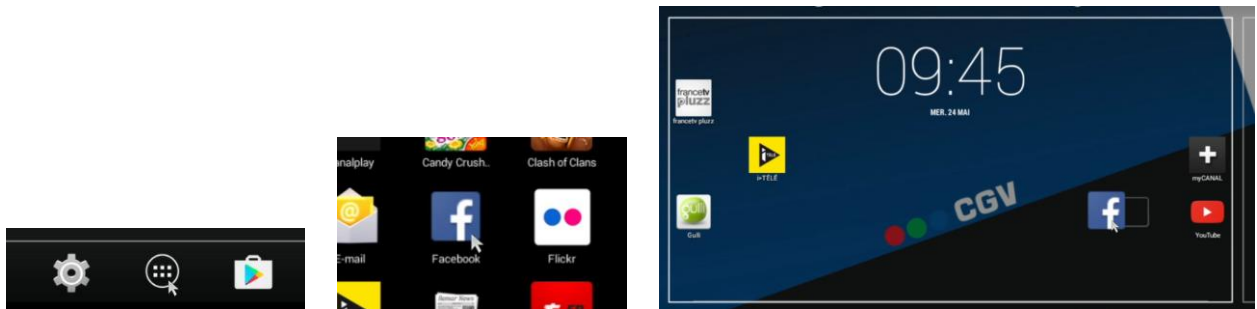 analplay
Candy Crush..
Clash of Clans
E-mail
Facebook
Flickr
09:45
MER. 24 MAI
francetv
pluzz
francetv pluzz
i>TÉLÉ
CGV
myCANAL
Gulli
YouTube